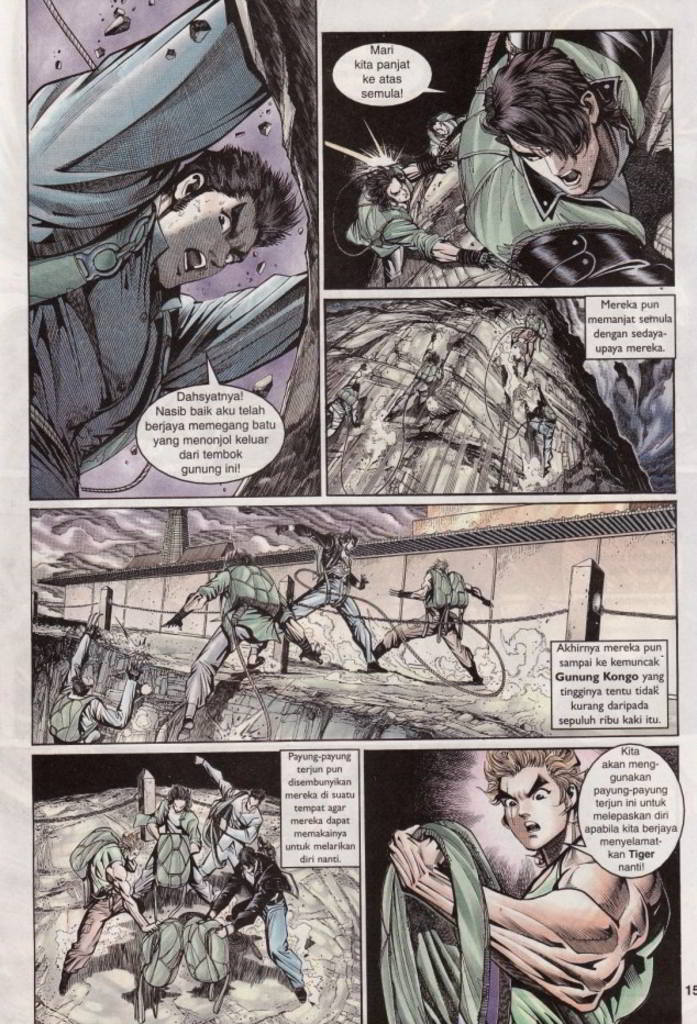 Dahsyatnya!
Nasib baik aku telah
berjaya memegang batu
yang menonjol keluar
dari tembok
gunung ini!
Mari
kita panjat
ke atas
semula!
Mereka pun
memanjat semula
dengan sedaya-
upaya mereka.
Akhirnya mereka pun
sampai ke kemuncak
Gunung Kongo yang
tingginya tentu tidak
kurang daripada
sepuluh ribu kaki itu.
Payung-payung
terjun pun
disembunyikan
mereka di suatu
tempat agar
mereka dapat
memakainya
untuk melarikan
diri nanti.
Kita
akan meng-
gunakan
payung-payung
terjun ini untuk
melepaskan diri
apabila kita berjaya
menyelamat-
kan Tiger
nanti!
15